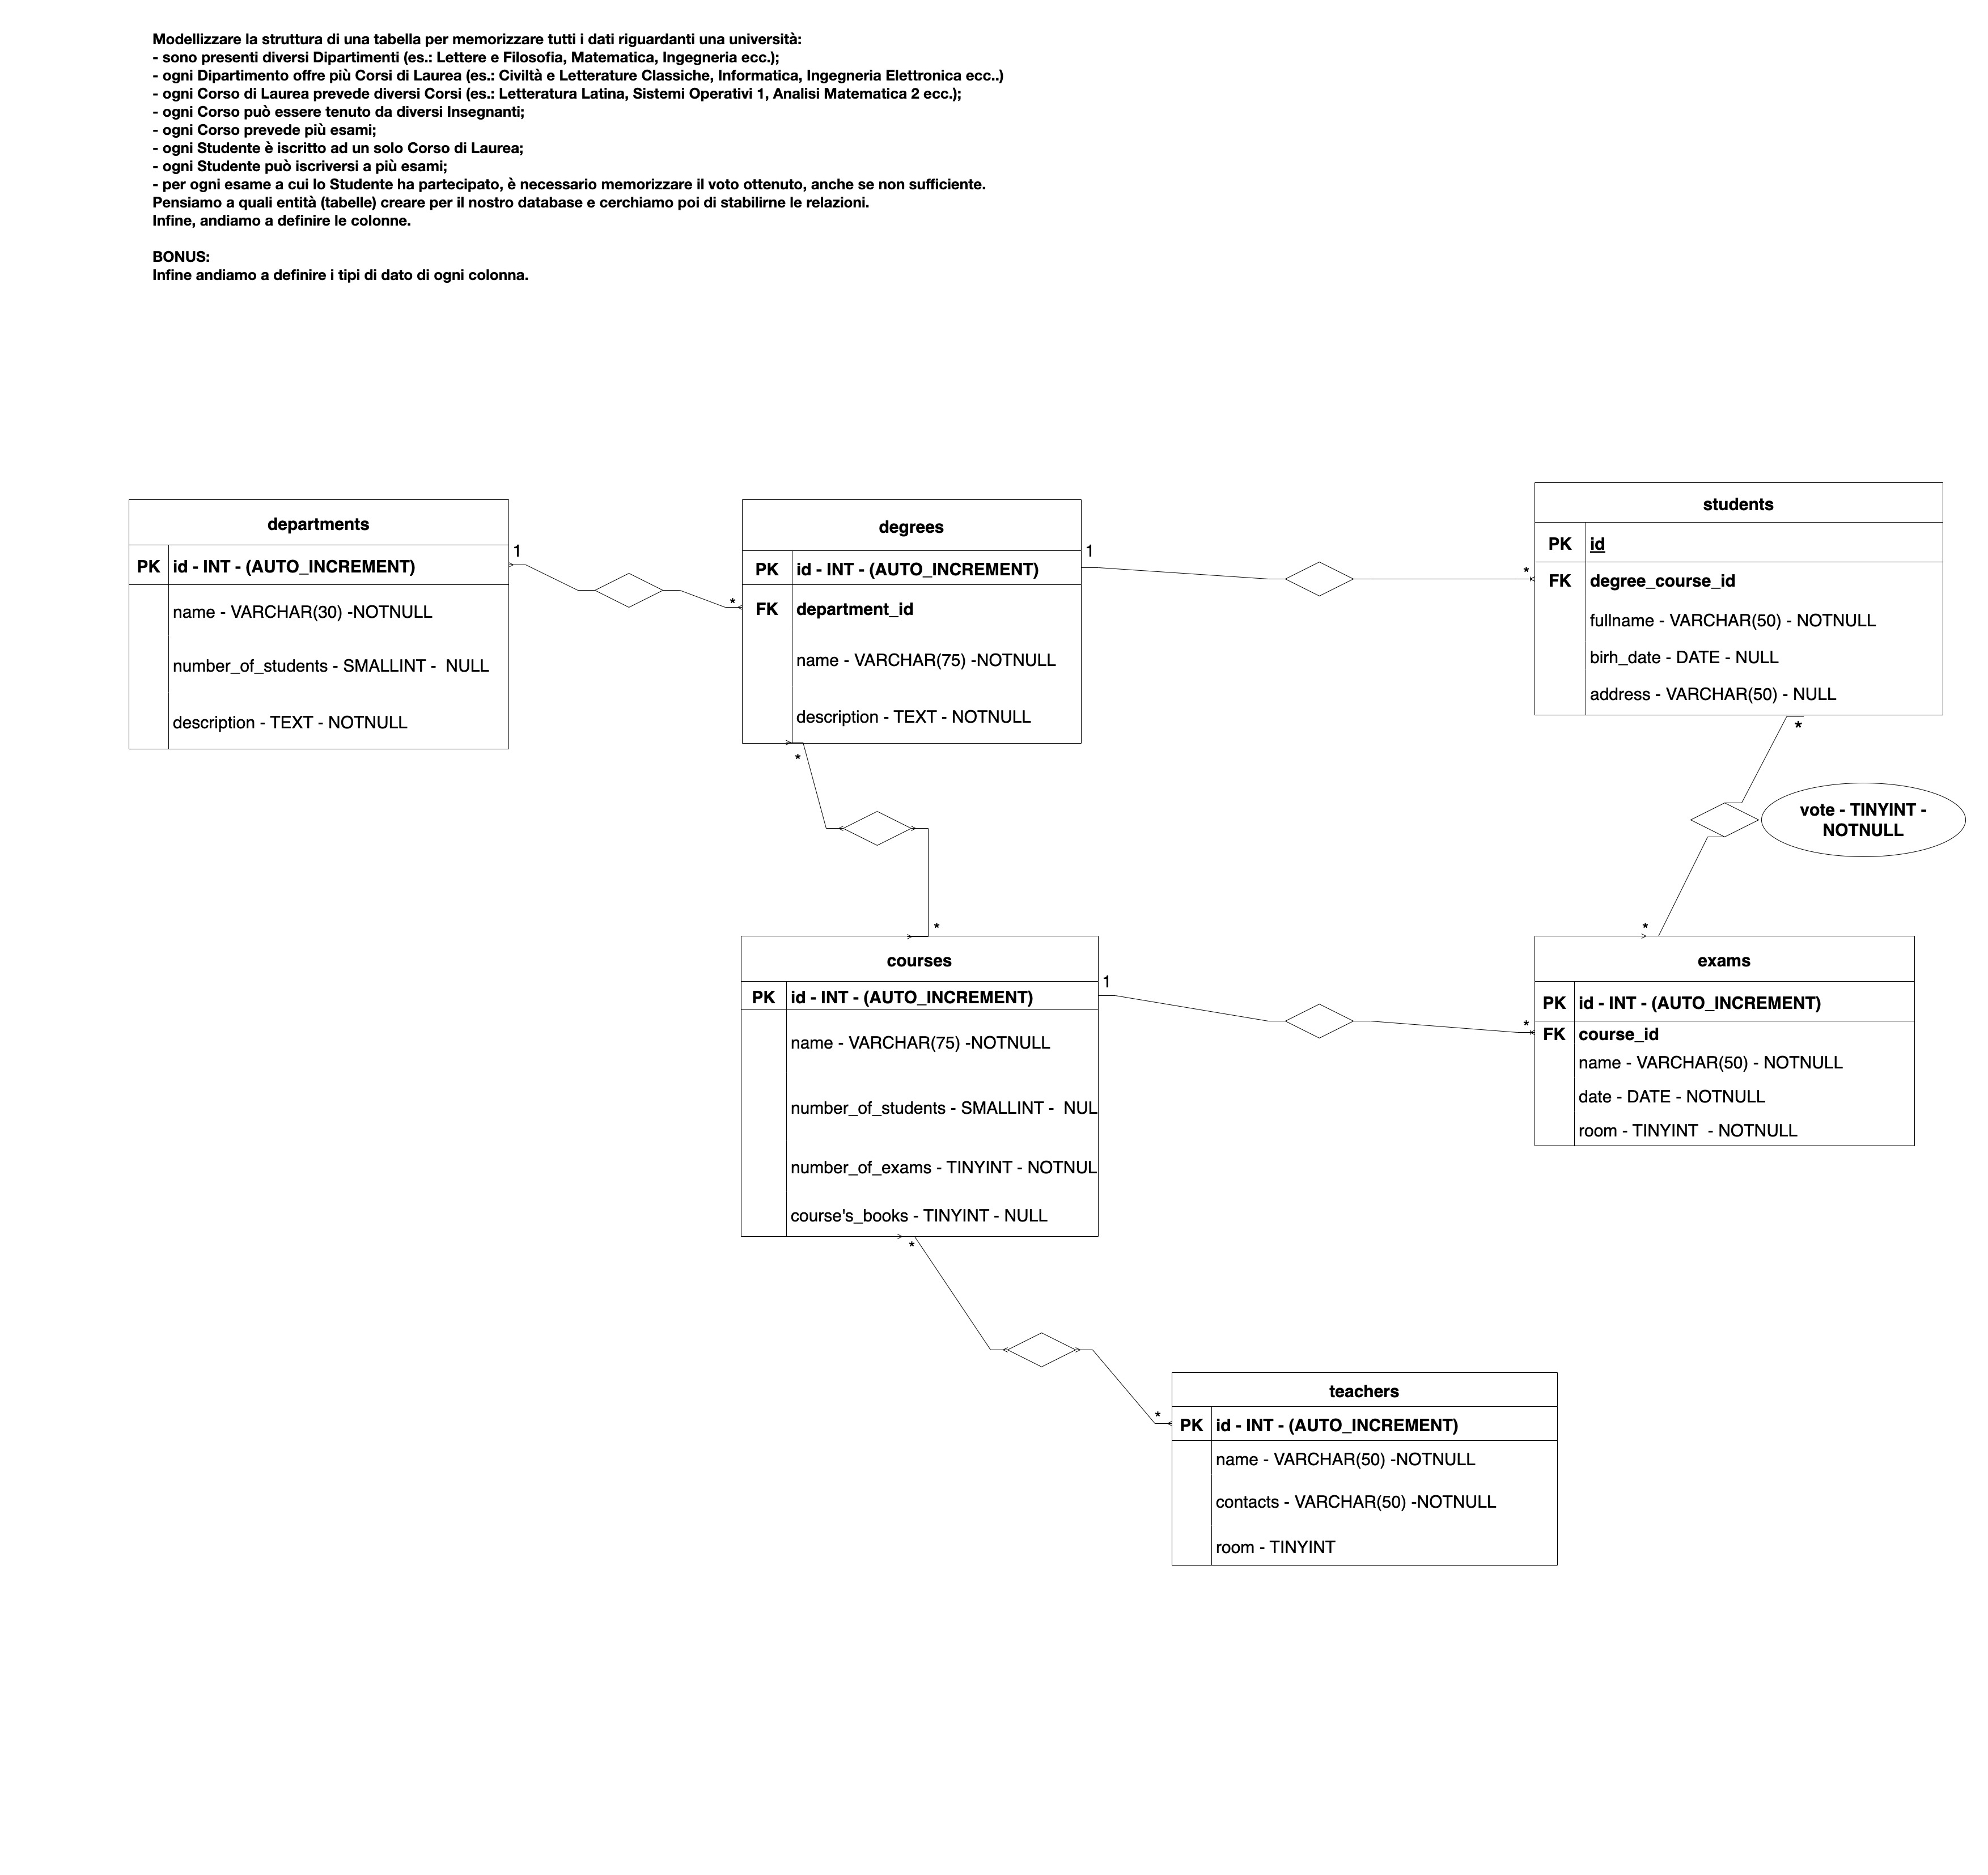 Modellizzare la struttura di una tabella per memorizzare tutti i dati riguardanti una università:
- sono presenti diversi Dipartimenti (es.: Lettere e Filosofia, Matematica, Ingegneria ecc.);
- ogni Dipartimento offre più Corsi di Laurea (es.: Civiltà e Letterature Classiche, Informatica, Ingegneria Elettronica ecc..)
- ogni Corso di Laurea prevede diversi Corsi (es.: Letteratura Latina, Sistemi Operativi 1, Analisi Matematica 2 ecc.);
- ogni Corso può essere tenuto da diversi Insegnanti;
- ogni Corso prevede più esami;
- ogni Studente è iscritto ad un solo Corso di Laurea;
- ogni Studente può iscriversi a più esami;
- per ogni esame a cui lo Studente ha partecipato, è necessario memorizzare il voto ottenuto, anche se non sufficiente.
Pensiamo a quali entità (tabelle) creare per il nostro database e cerchiamo poi di stabilirne le relazioni.
Infine, andiamo a definire le colonne.
BONUS:
Infine andiamo a definire i tipi di dato di ogni colonna.
departments
PK id - INT - (AUTO_INCREMENT)
name - VARCHAR(30) -NOTNULL
number_of_students - SMALLINT - NULL
description - TEXT - NOTNULL
1
*
degrees
PK id - INT - (AUTO_INCREMENT)
FK department_id
name - VARCHAR(75) -NOTNULL
description - TEXT - NOTNULL
1
*
students
PK id
FK degree_course_id
fullname - VARCHAR(50) - NOTNULL
birh_date - DATE - NULL
address - VARCHAR(50) - NULL
*
*
vote - TINYINT -
NOTNULL
*
*
courses
PK id - INT - (AUTO_INCREMENT)
name - VARCHAR(75) -NOTNULL
number_of_students - SMALLINT - NUL
number_of_exams - TINYINT - NOTNUL
course's_books - TINYINT - NULL
1
*
exams
PK id - INT - (AUTO_INCREMENT)
FK course_id
name - VARCHAR(50) - NOTNULL
date - DATE - NOTNULL
room - TINYINT - NOTNULL
*
*
teachers
PK id - INT - (AUTO_INCREMENT)
name - VARCHAR(50) -NOTNULL
contacts - VARCHAR(50) -NOTNULL
room - TINYINT